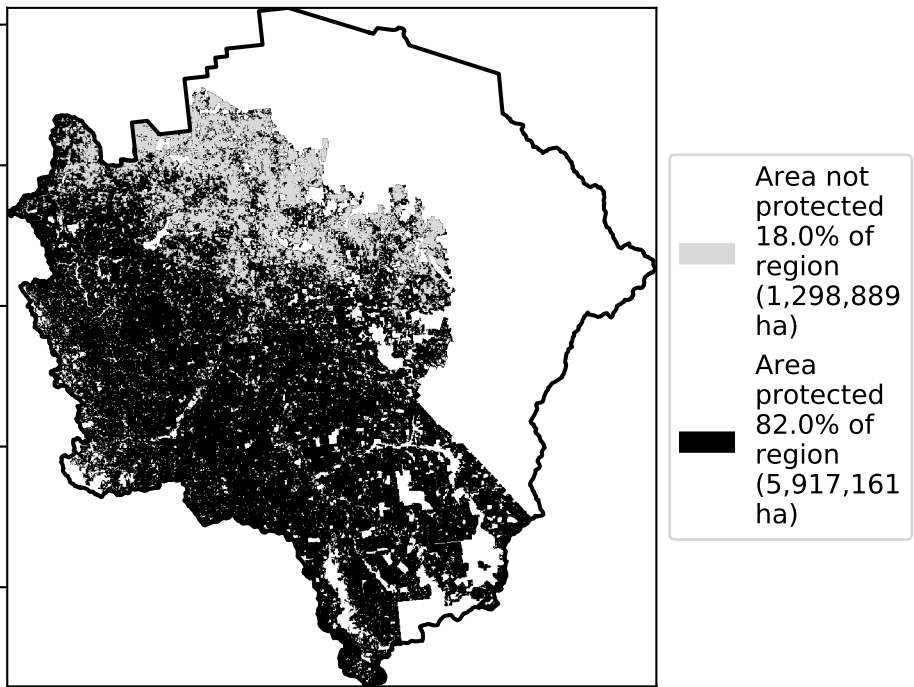 Area not
protected
18.0% of
region
(1,298,889
ha)
Area
protected
82.0% of
region
(5,917,161
ha)